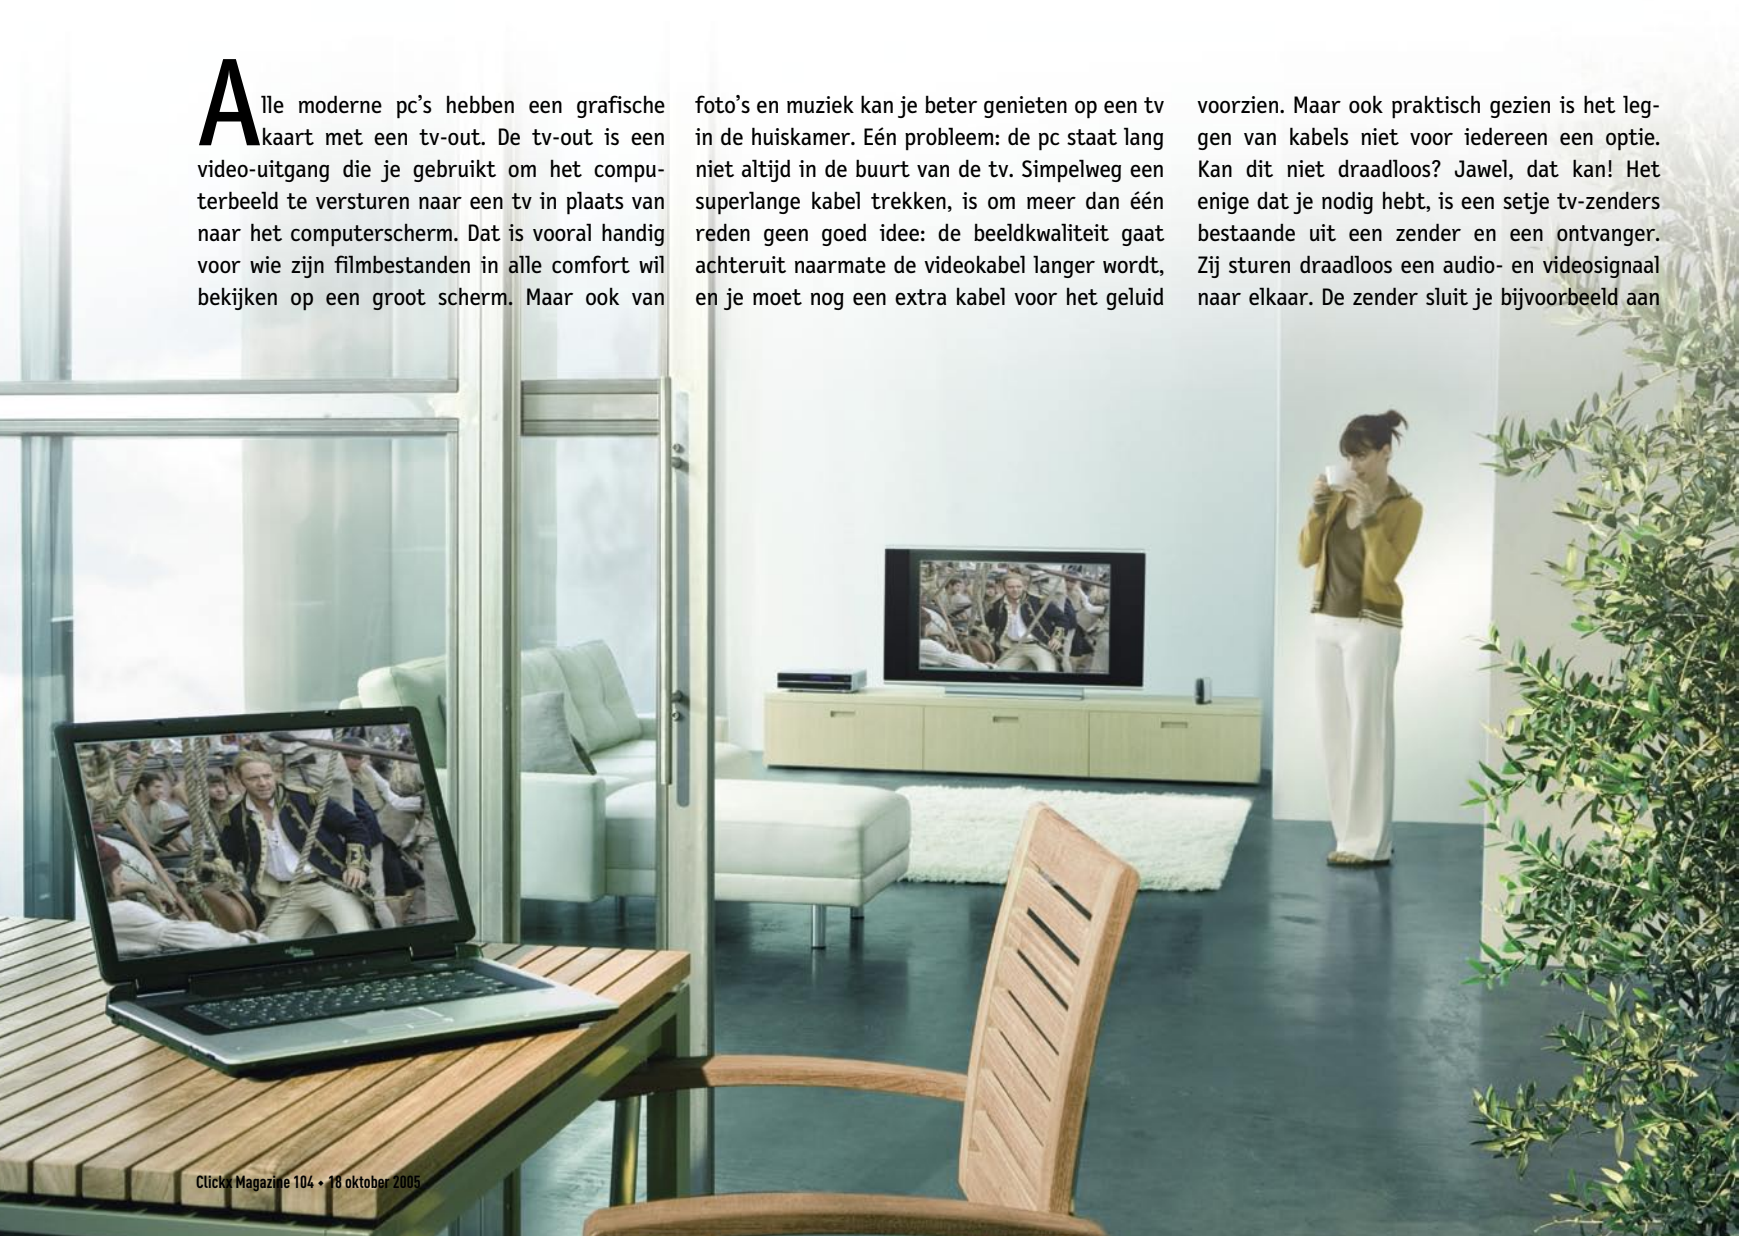 Alle moderne pc's hebben een grafische
kaart met een tv-out. De tv-out is een
video-uitgang die je gebruikt om het compu-
terbeeld te versturen naar een tv in plaats van
naar het computerscherm. Dat is vooral handig
voor wie zijn filmbestanden in alle comfort wil
bekijken op een groot scherm. Maar ook van
foto's en muziek kan je beter genieten op een tv
in de huiskamer. Eén probleem: de pc staat lang
niet altijd in de buurt van de tv. Simpelweg een
superlange kabel trekken, is om meer dan één
reden geen goed idee: de beeldkwaliteit gaat
achteruit naarmate de videokabel langer wordt,
en je moet nog een extra kabel voor het geluid
voorzien. Maar ook praktisch gezien is het leg-
gen van kabels niet voor iedereen een optie.
Kan dit niet draadloos? Jawel, dat kan! Het
enige dat je nodig hebt, is een setje tv-zenders
bestaande uit een zender en een ontvanger.
Zij sturen draadloos een audio- en videosignaal
naar elkaar. De zender sluit je bijvoorbeeld aan
Clickx Magazine 104 • 18 oktober 2005